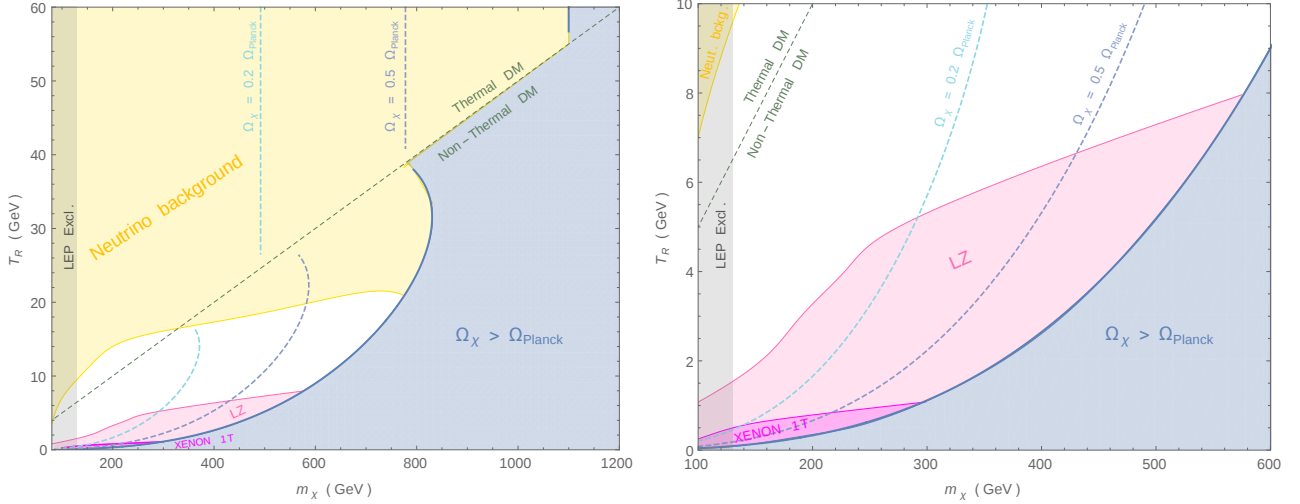 60
50
40
30
20
10
0
200
400
600
800
1000
1200
T_R ( GeV )
m_χ ( GeV )
LEP Excl.
Neutrino background
Ω_χ = 0.2 Ω_Planck
Ω_χ = 0.5 Ω_Planck
Thermal DM
Non-Thermal DM
Ω_χ > Ω_Planck
LZ
XENON 1T
10
8
6
4
2
0
100
200
300
400
500
600
T_R ( GeV )
m_χ ( GeV )
Neut. bckg
LEP Excl.
Thermal DM
Non-Thermal DM
Ω_χ = 0.2 Ω_Planck
Ω_χ = 0.5 Ω_Planck
LZ
Ω_χ > Ω_Planck
XENON 1T